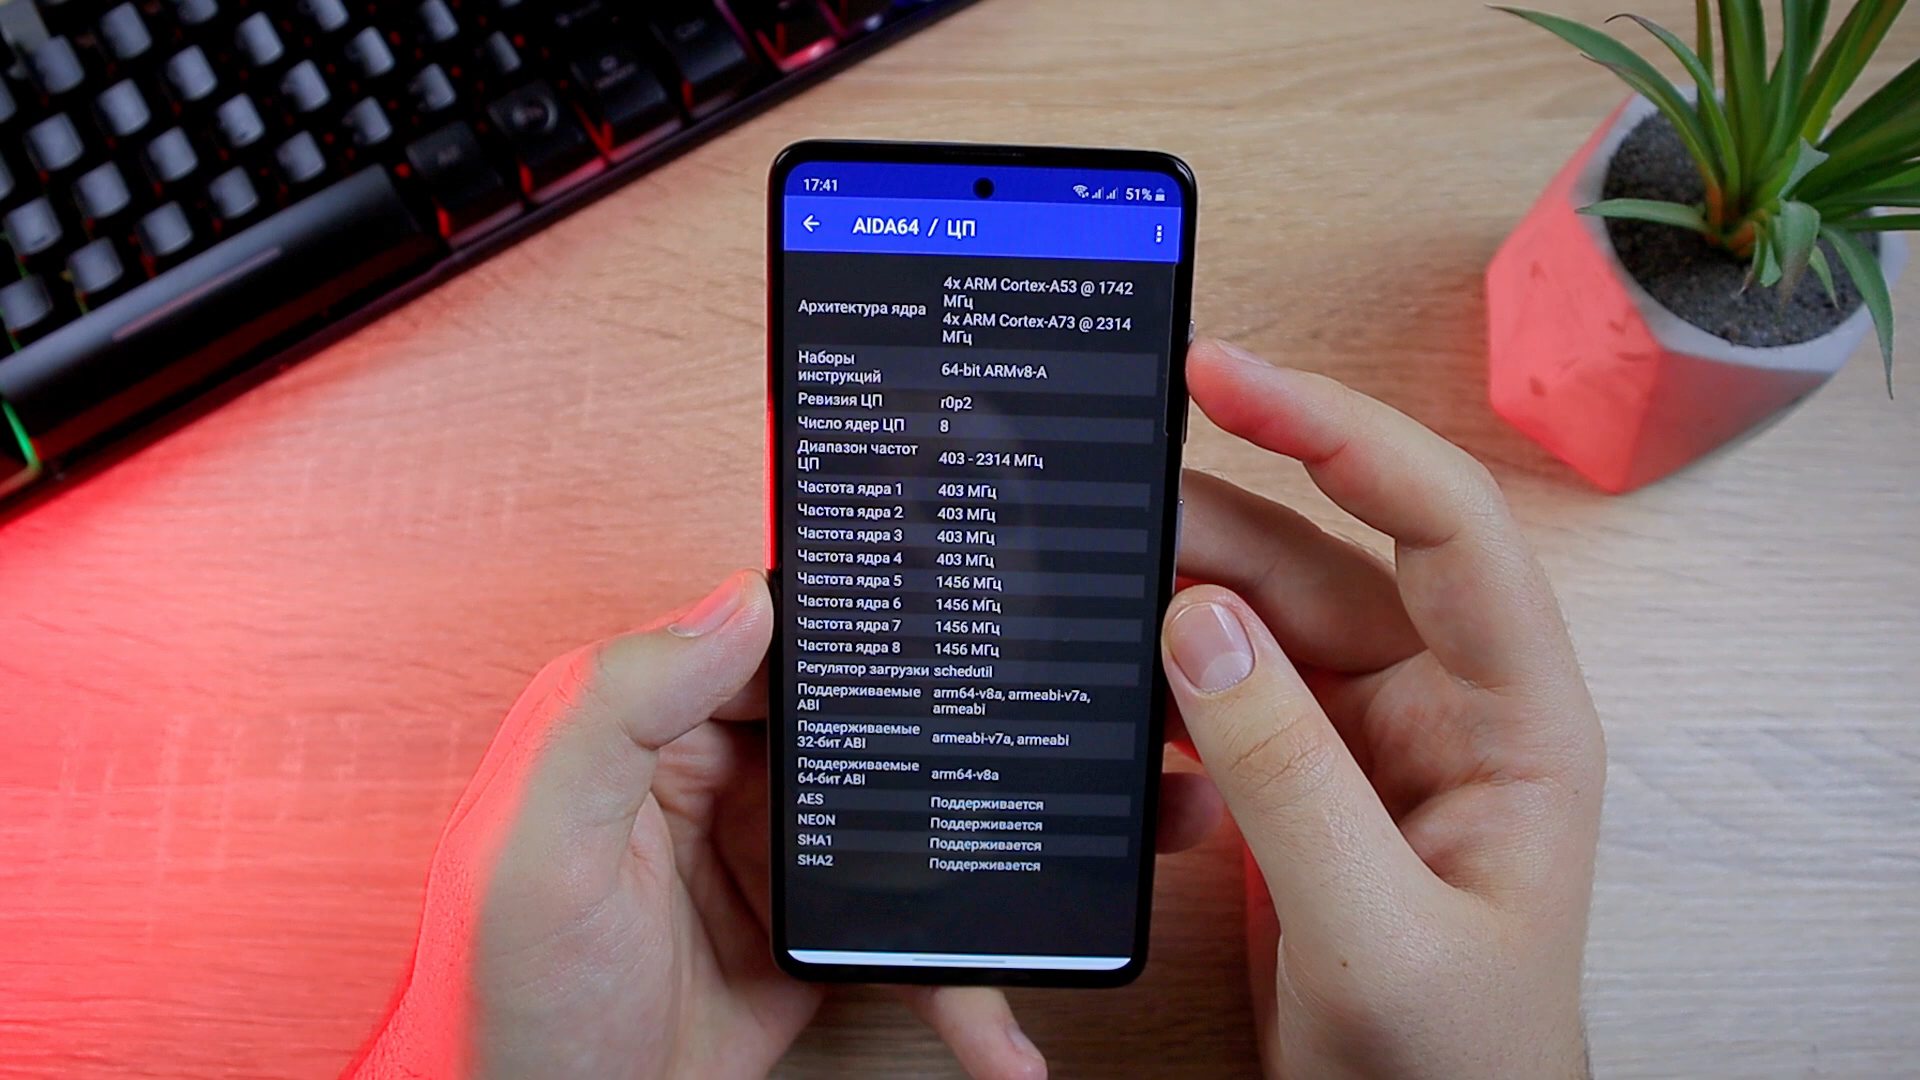 17:41
51%
AIDA64 / ЦП
Архитектура ядра
4x ARM Cortex-A53 @ 1742
МГц
4x ARM Cortex-A73 @ 2314
МГц
Наборы
инструкций
64-bit ARMv8-A
Ревизия ЦП r0p2
Число ядер ЦП 8
Диапазон частот
ЦП
403 - 2314 МГц
Частота ядра 1 403 МГц
Частота ядра 2 403 МГц
Частота ядра 3 403 МГц
Частота ядра 4 403 МГц
Частота ядра 5 1456 МГц
Частота ядра 6 1456 МГц
Частота ядра 7 1456 МГц
Частота ядра 8 1456 МГц
Регулятор загрузки schedutil
Поддерживаемые
ABI
arm64-v8a, armeabi-v7a,
armeabi
Поддерживаемые
32-бит ABI
armeabi-v7a, armeabi
Поддерживаемые
64-бит ABI
arm64-v8a
AES Поддерживается
NEON Поддерживается
SHA1 Поддерживается
SHA2 Поддерживается